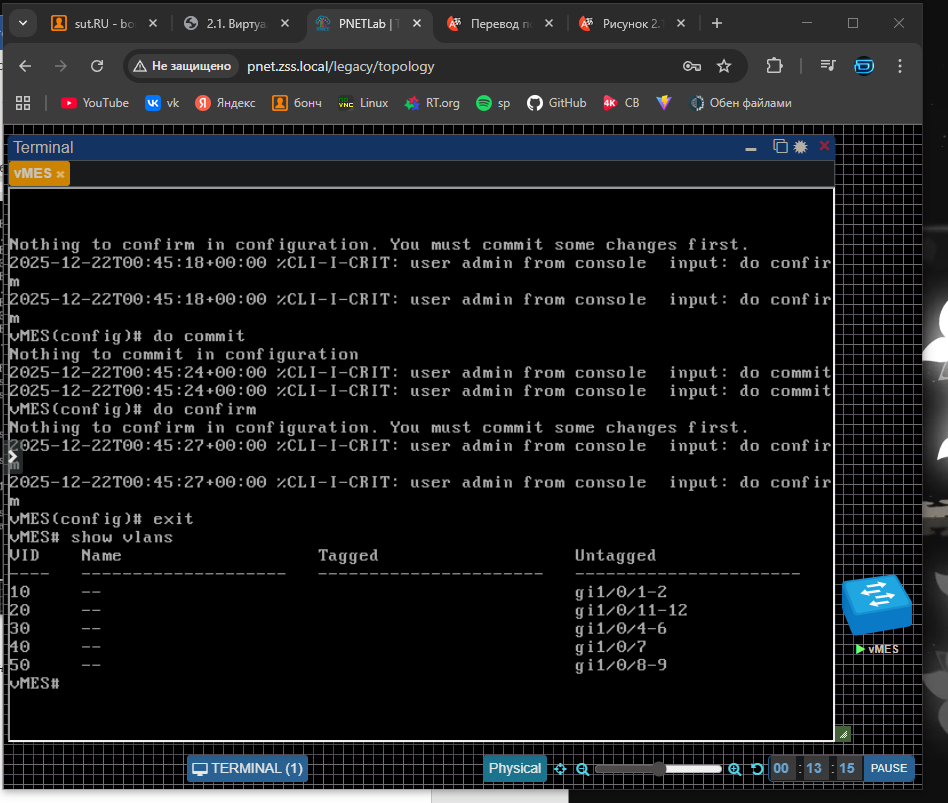 sut.RU - bo
2.1. Виртуа
PNETLab | T
Перевод п
Рисунок 2.
Не защищено
pnet.zss.local/legacy/topology
YouTube
vk
Яндекс
бонч
Linux
RT.org
sp
GitHub
СВ
Обен файлами
Terminal
vMES ×
Nothing to confirm in configuration. You must commit some changes first.
2025-12-22T00:45:18+00:00 %CLI-I-CRIT: user admin from console  input: do confir
m
2025-12-22T00:45:18+00:00 %CLI-I-CRIT: user admin from console  input: do confir
m
vMES(config)# do commit
Nothing to commit in configuration
2025-12-22T00:45:24+00:00 %CLI-I-CRIT: user admin from console  input: do commit
2025-12-22T00:45:24+00:00 %CLI-I-CRIT: user admin from console  input: do commit
vMES(config)# do confirm
Nothing to confirm in configuration. You must commit some changes first.
2025-12-22T00:45:27+00:00 %CLI-I-CRIT: user admin from console  input: do confir
m
2025-12-22T00:45:27+00:00 %CLI-I-CRIT: user admin from console  input: do confir
m
vMES(config)# exit
vMES# show vlans
VID Name Tagged Untagged
---- -------------------- ---------------------- ----------------------
10 -- gi1/0/1-2
20 -- gi1/0/11-12
30 -- gi1/0/4-6
40 -- gi1/0/7
50 -- gi1/0/8-9
vMES#
vMES
TERMINAL (1)
Physical
00 : 13 : 15
PAUSE